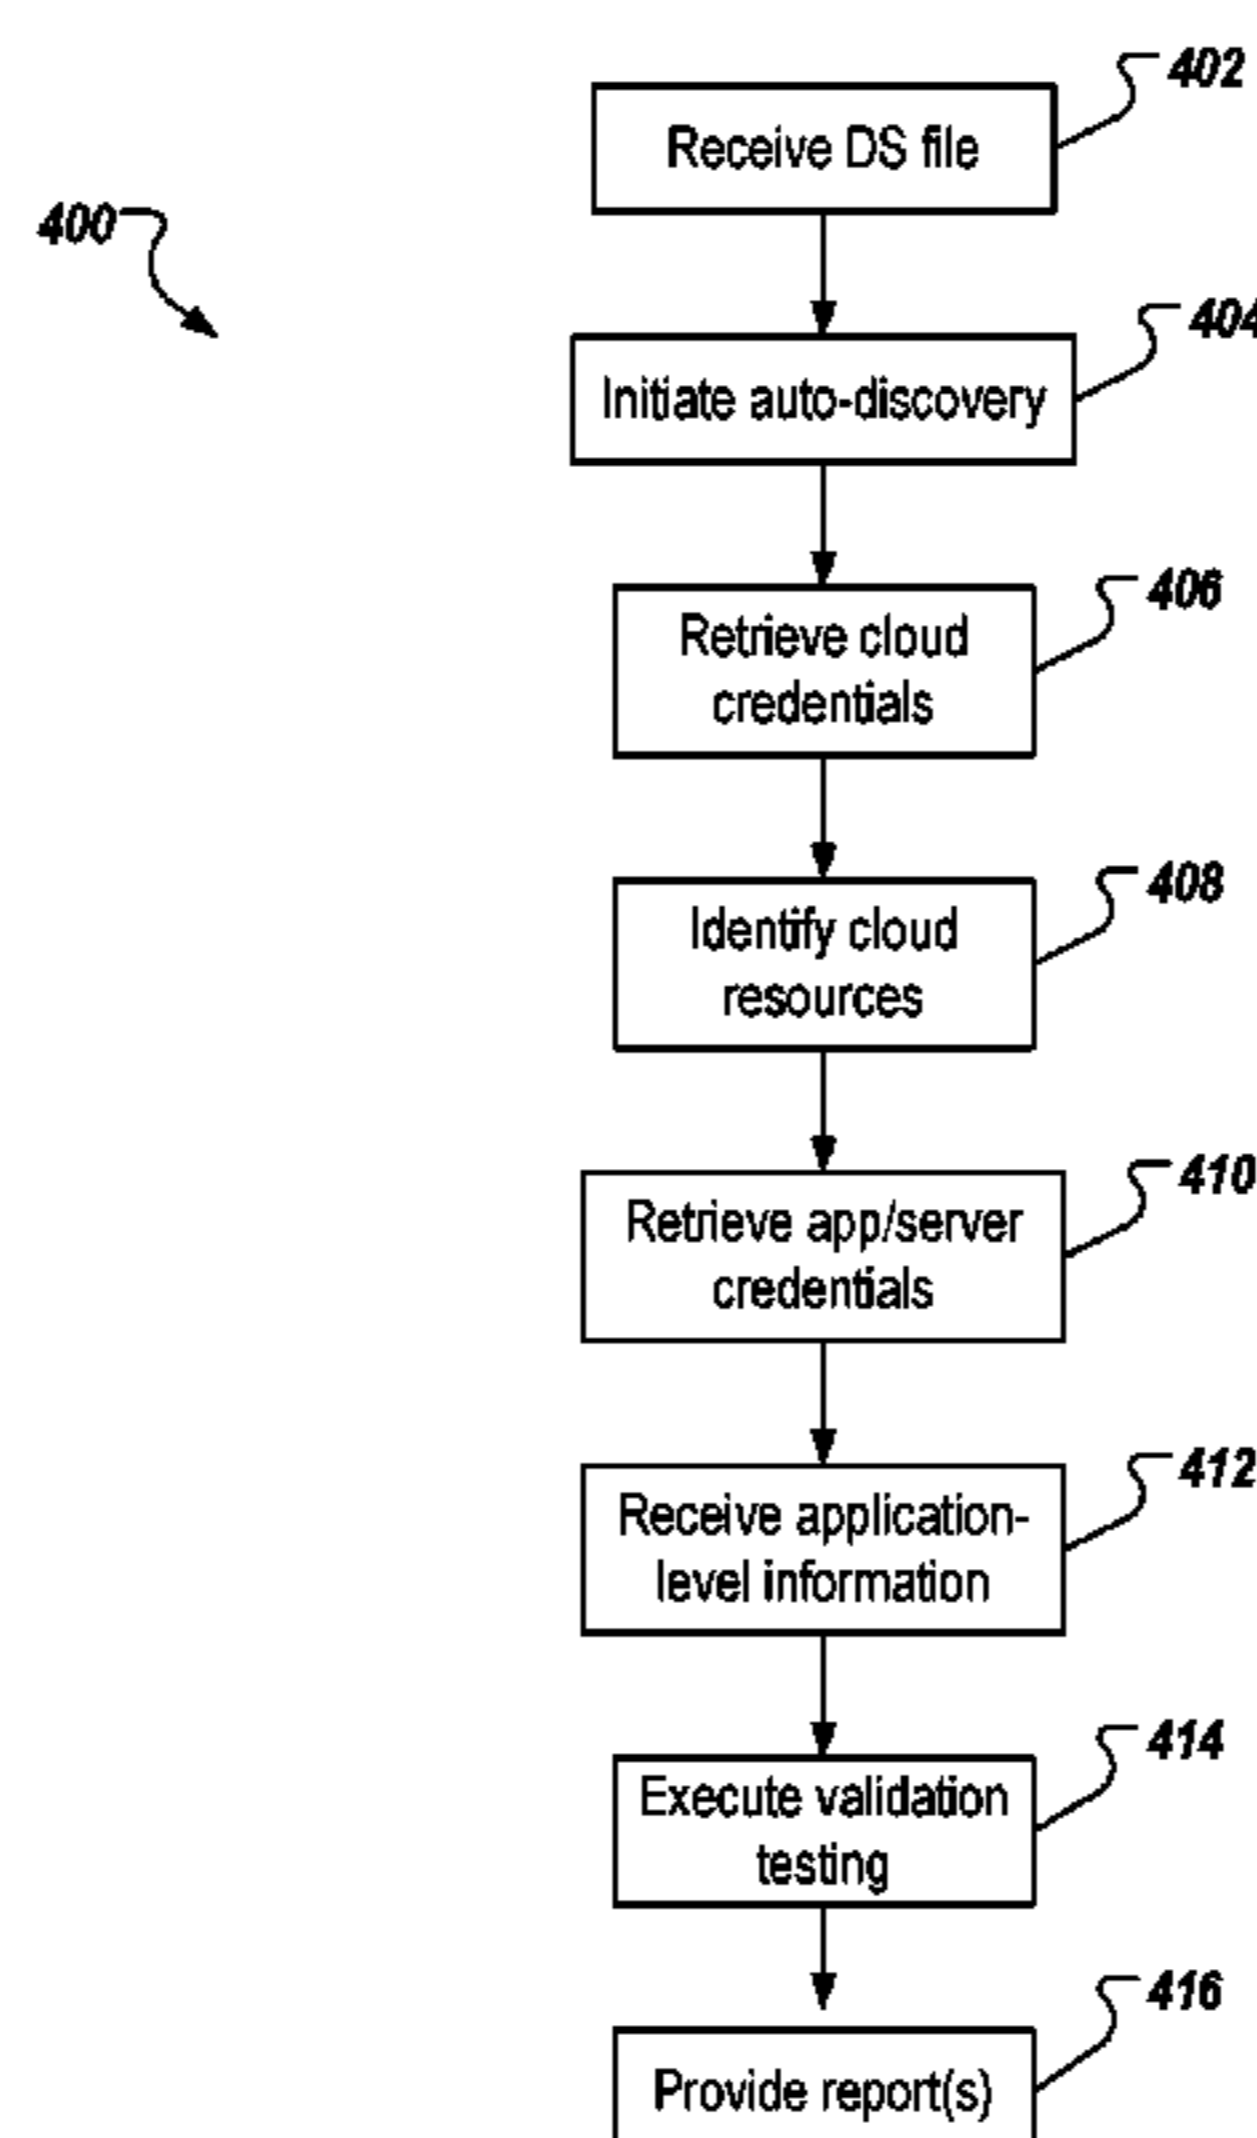 402
Receive DS file
400
404
Initiate auto-discovery
406
Retrieve cloud
credentials
408
Identify cloud
resources
410
Retrieve app/server
credentials
412
Receive application-
level information
414
Execute validation
testing
416
Provide report(s)